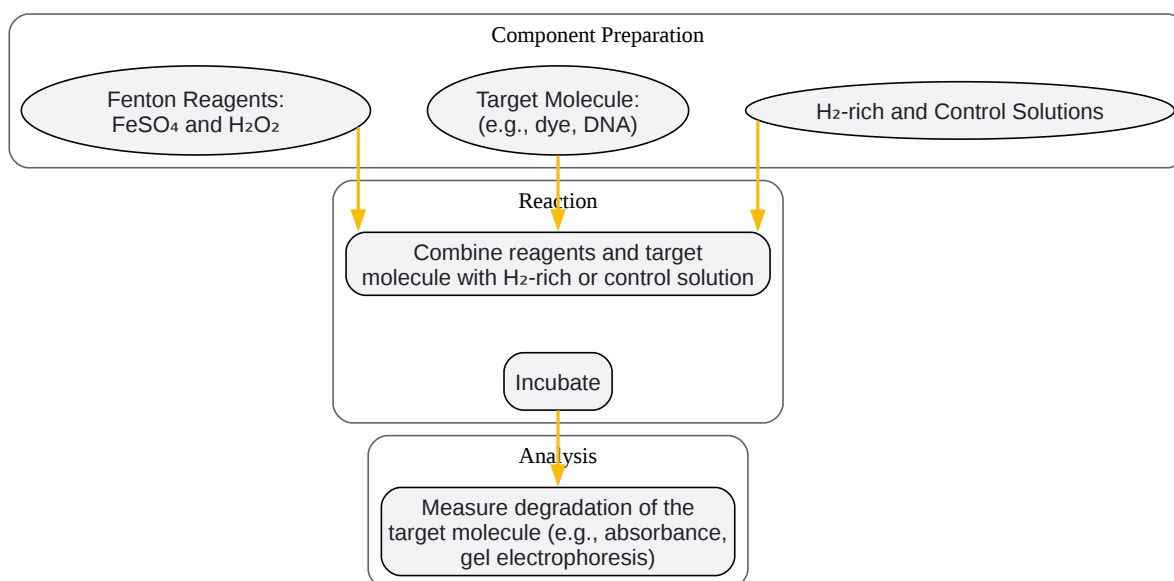 Component Preparation
Fenton Reagents:
FeSO₄ and H₂O₂
Target Molecule:
(e.g., dye, DNA)
H₂-rich and Control Solutions
Reaction
Combine reagents and target
molecule with H₂-rich or control solution
Incubate
Analysis
Measure degradation of the
target molecule (e.g., absorbance,
gel electrophoresis)